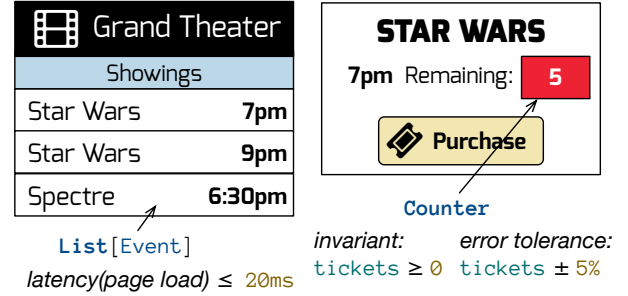 Grand Theater
Showings
Star Wars 7pm
Star Wars 9pm
Spectre 6:30pm
List[Event]
latency(page load) ≤ 20ms
STAR WARS
7pm Remaining: 5
Purchase
Counter
invariant: error tolerance:
tickets ≥ 0 tickets ± 5%